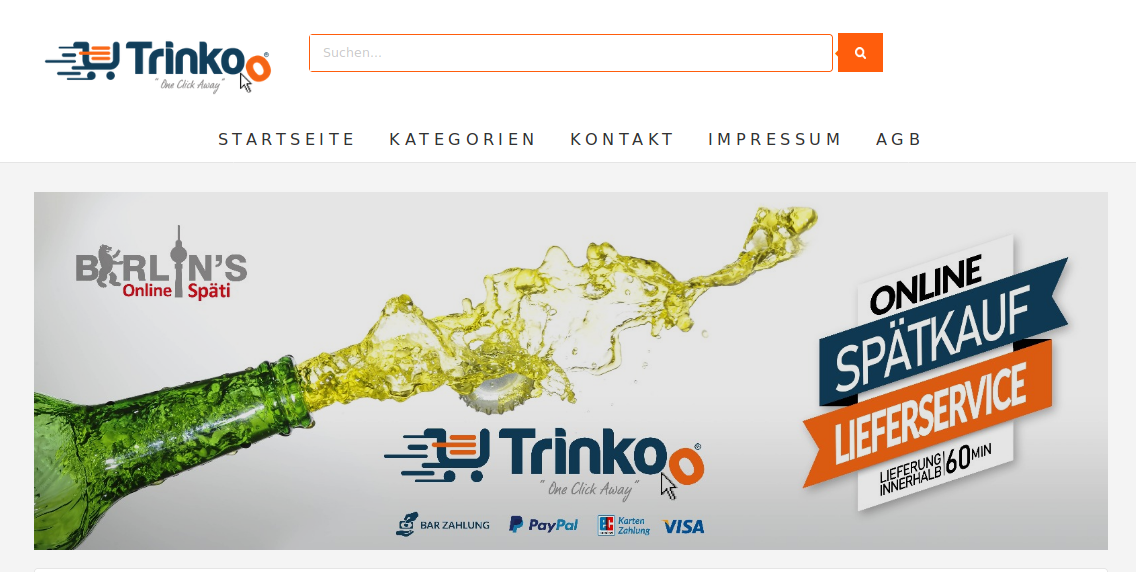 Trinkoo®
"One Click Away"
Suchen...
STARTSEITE KATEGORIEN KONTAKT IMPRESSUM AGB
BERLIN'S
Online Späti
ONLINE
SPÄTKAUF
LIEFERSERVICE
LIEFERUNG INNERHALB 60 MIN
Trinkoo®
"One Click Away"
BAR ZAHLUNG PayPal EC Karten Zahlung VISA